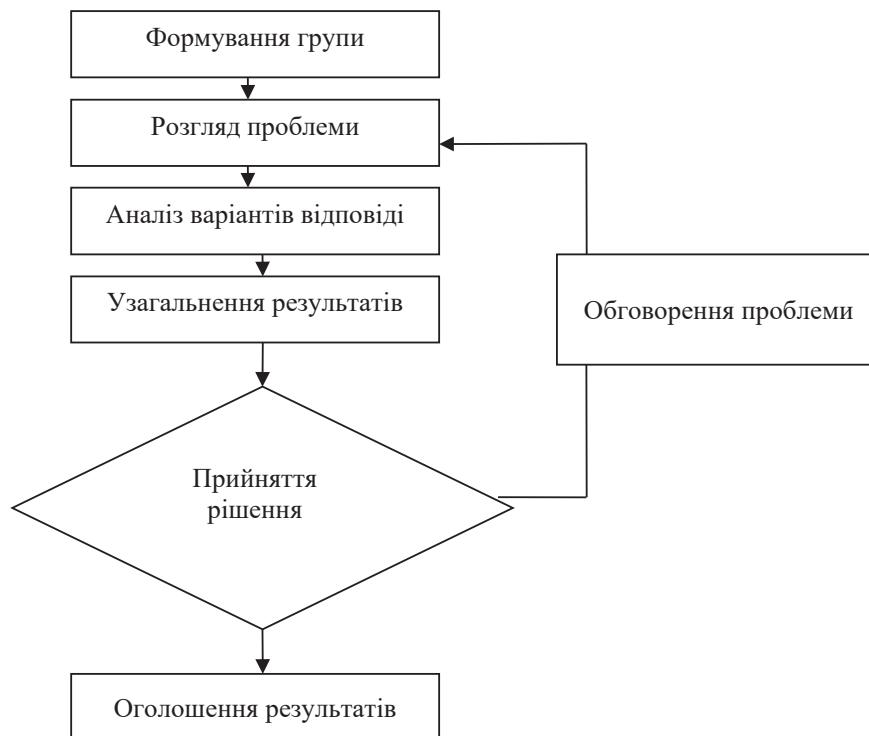 Формування групи
Розгляд проблеми
Аналіз варіантів відповіді
Узагальнення результатів
Обговорення проблеми
Прийняття
рішення
Оголошення результатів